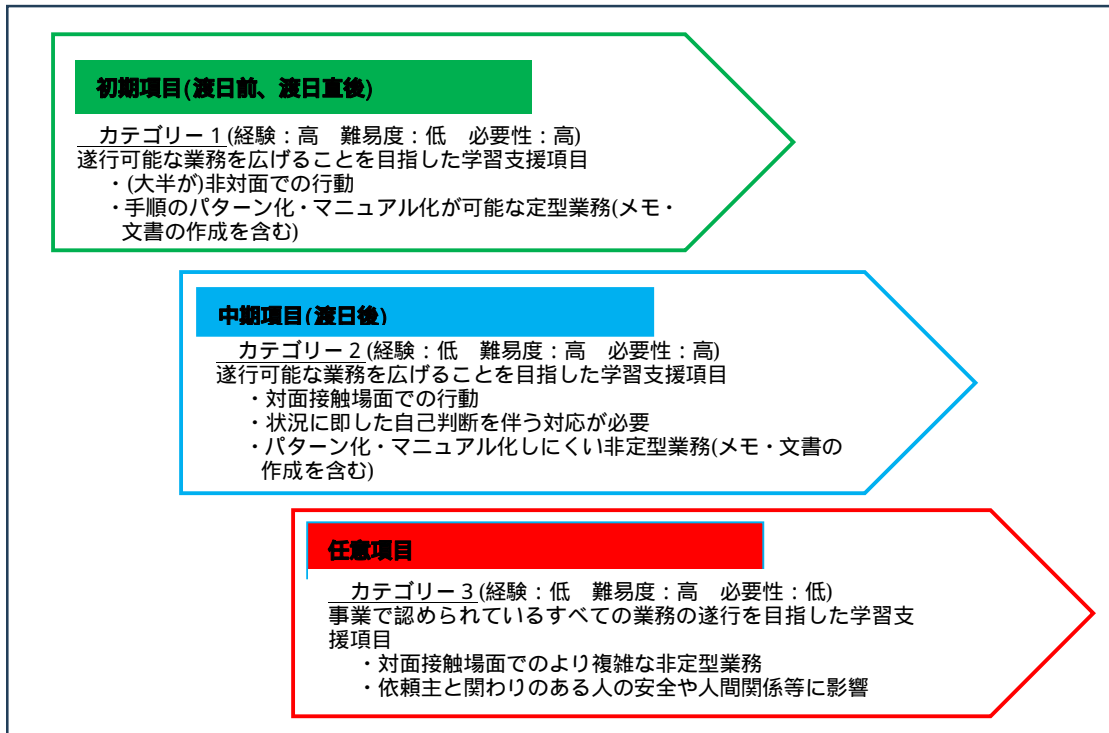 初期項目(渡日前、渡日直後)
カテゴリー1(経験：高　難易度：低　必要性：高)
遂行可能な業務を広げることを目指した学習支援項目
・(大半が)非対面での行動
・手順のパターン化・マニュアル化が可能な定型業務(メモ・
文書の作成を含む)
中期項目(渡日後)
カテゴリー2(経験：低　難易度：高　必要性：高)
遂行可能な業務を広げることを目指した学習支援項目
・対面接触場面での行動
・状況に即した自己判断を伴う対応が必要
・パターン化・マニュアル化しにくい非定型業務(メモ・文書の
作成を含む)
任意項目
カテゴリー3(経験：低　難易度：高　必要性：低)
事業で認められているすべての業務の遂行を目指した学習支
援項目
・対面接触場面でのより複雑な非定型業務
・依頼主と関わりのある人の安全や人間関係等に影響